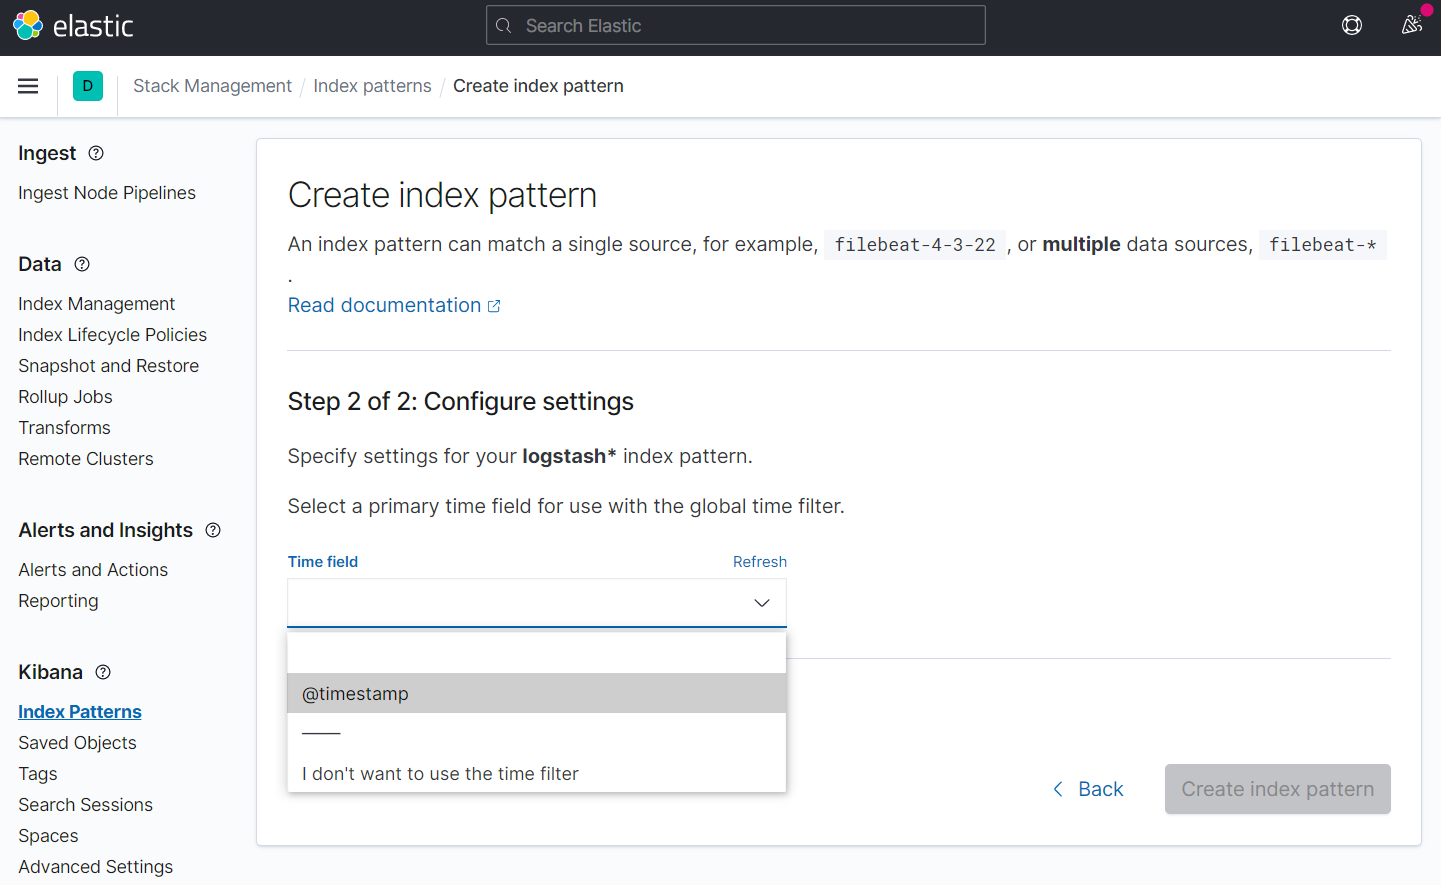 elastic
Search Elastic
D
Stack Management / Index patterns / Create index pattern
Ingest
Ingest Node Pipelines
Data
Index Management
Index Lifecycle Policies
Snapshot and Restore
Rollup Jobs
Transforms
Remote Clusters
Alerts and Insights
Alerts and Actions
Reporting
Kibana
Index Patterns
Saved Objects
Tags
Search Sessions
Spaces
Advanced Settings
Create index pattern
An index pattern can match a single source, for example, filebeat-4-3-22 , or multiple data sources, filebeat-*
.
Read documentation
Step 2 of 2: Configure settings
Specify settings for your logstash* index pattern.
Select a primary time field for use with the global time filter.
Time field Refresh
@timestamp
I don't want to use the time filter
Back Create index pattern